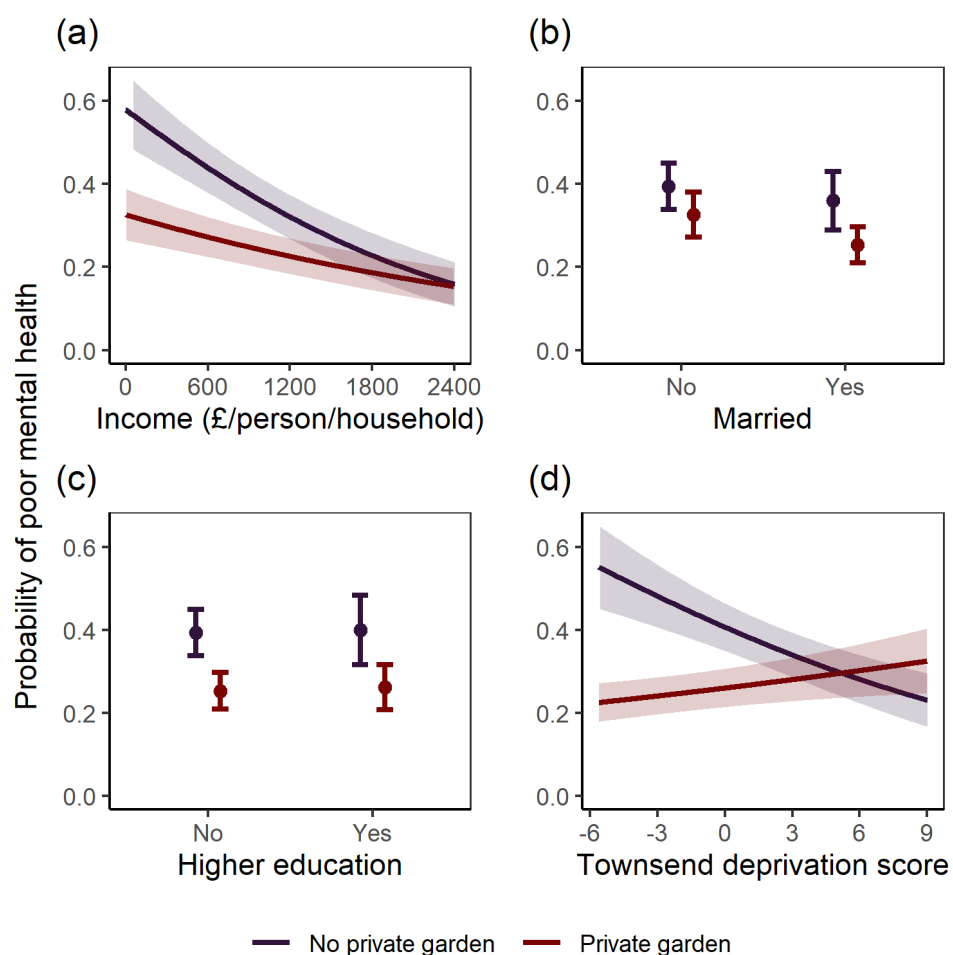 (a)
0.6
0.4
0.2
0.0
0 600 1200 1800 2400
Income (£/person/household)
(b)
0.6
0.4
0.2
0.0
No Yes
Married
Probability of poor mental health
(c)
0.6
0.4
0.2
0.0
No Yes
Higher education
(d)
0.6
0.4
0.2
0.0
-6 -3 0 3 6 9
Townsend deprivation score
No private garden Private garden